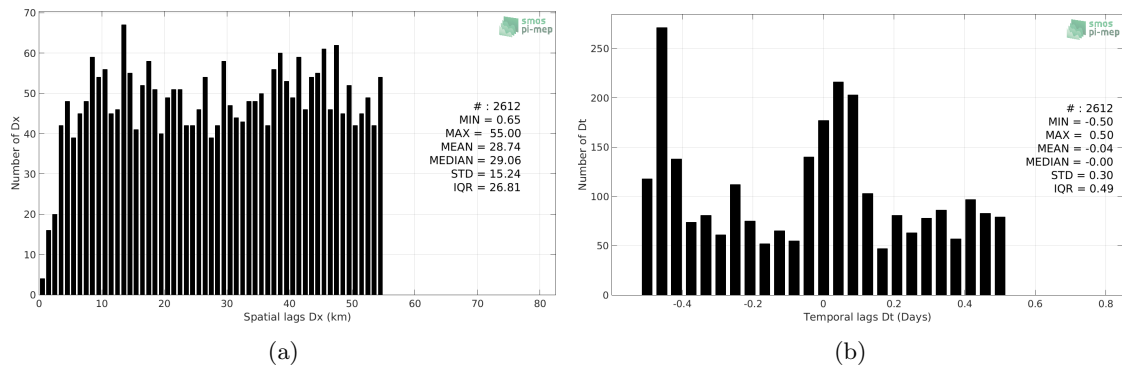 smos
pi-mep
70
60
50
40
30
20
10
0
Number of Dx
# : 2612
MIN = 0.65
MAX = 55.00
MEAN = 28.74
MEDIAN = 29.06
STD = 15.24
IQR = 26.81
0 10 20 30 40 50 60 70 80
Spatial lags Dx (km)
(a)
smos
pi-mep
250
200
150
100
50
0
Number of Dt
# : 2612
MIN = -0.50
MAX = 0.50
MEAN = -0.04
MEDIAN = -0.00
STD = 0.30
IQR = 0.49
-0.4 -0.2 0 0.2 0.4 0.6 0.8
Temporal lags Dt (Days)
(b)